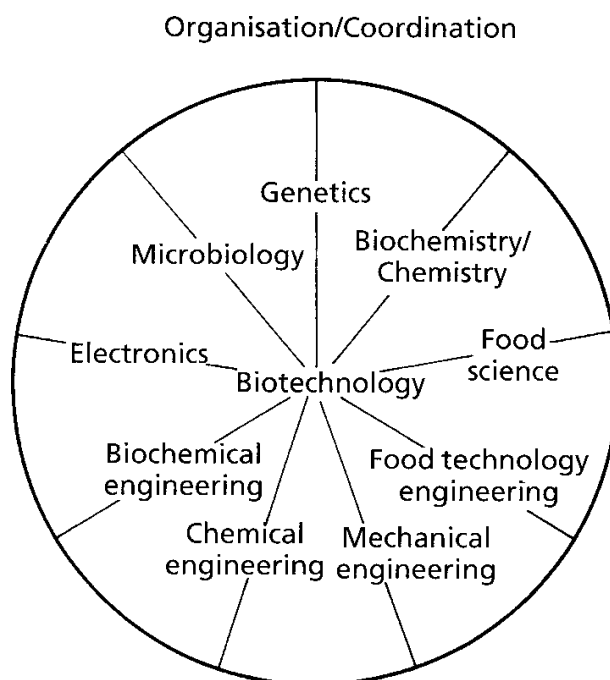 Organisation/Coordination
Genetics
Microbiology
Biochemistry/
Chemistry
Electronics
Food
science
Biotechnology
Biochemical
engineering
Food technology
engineering
Chemical
engineering
Mechanical
engineering